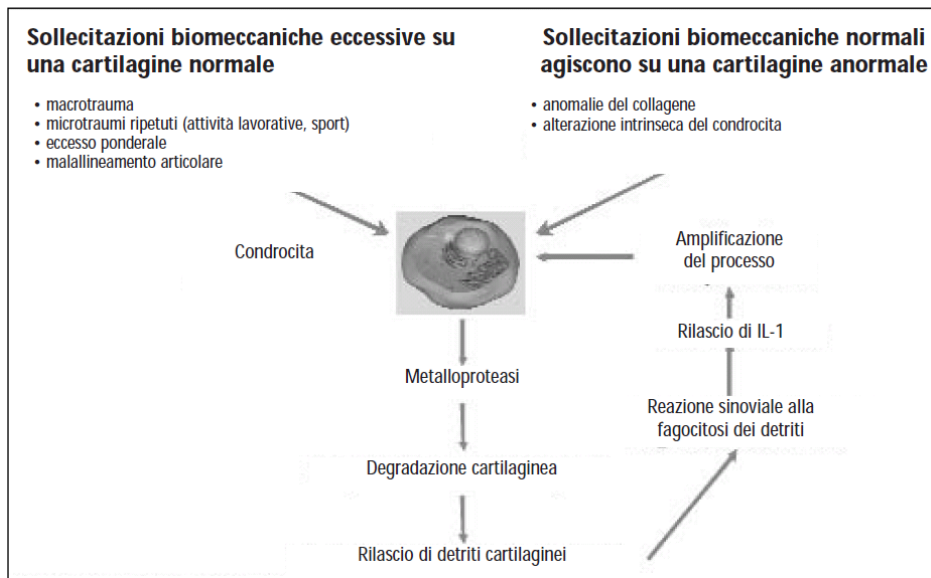 Sollecitazioni biomeccaniche eccessive su
una cartilagine normale
• macrotrauma
• microtraumi ripetuti (attività lavorative, sport)
• eccesso ponderale
• malallineamento articolare
Sollecitazioni biomeccaniche normali
agiscono su una cartilagine anormale
• anomalie del collagene
• alterazione intrinseca del condrocita
Condrocita
Metalloproteasi
Degradazione cartilaginea
Rilascio di detriti cartilaginei
Reazione sinoviale alla
fagocitosi dei detriti
Rilascio di IL-1
Amplificazione
del processo